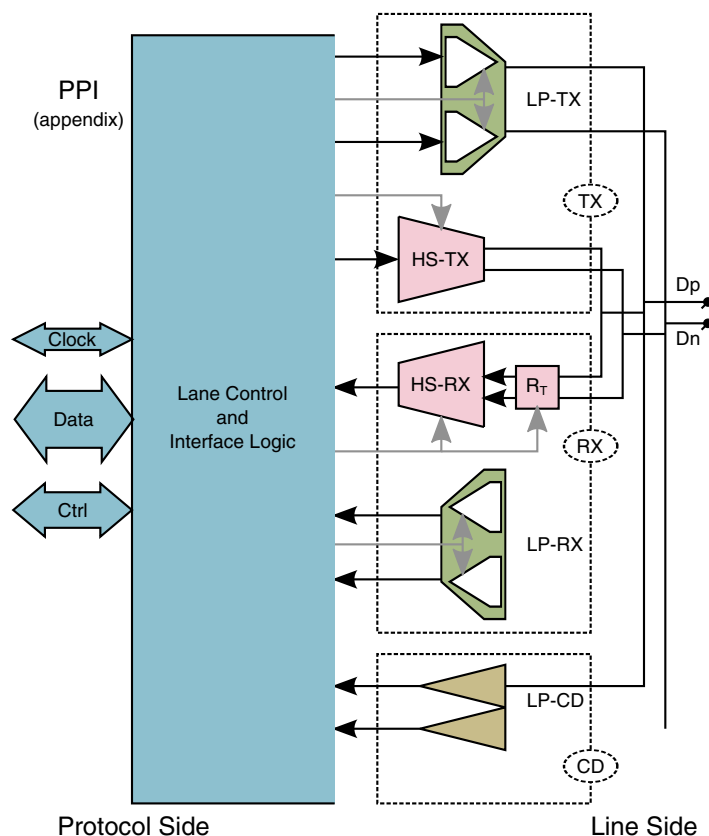 PPI
(appendix)
LP-TX
TX
HS-TX
Dp
Dn
Clock
Data
Ctrl
Lane Control
and
Interface Logic
HS-RX
RT
RX
LP-RX
LP-CD
CD
Protocol Side
Line Side